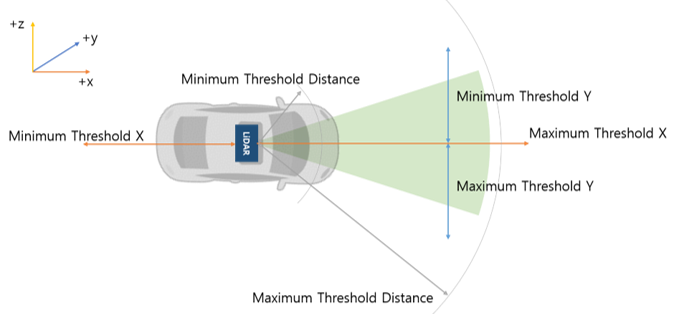 +z
+y
+x
Minimum Threshold Distance
Minimum Threshold Y
Minimum Threshold X
LiDAR
Maximum Threshold X
Maximum Threshold Y
Maximum Threshold Distance